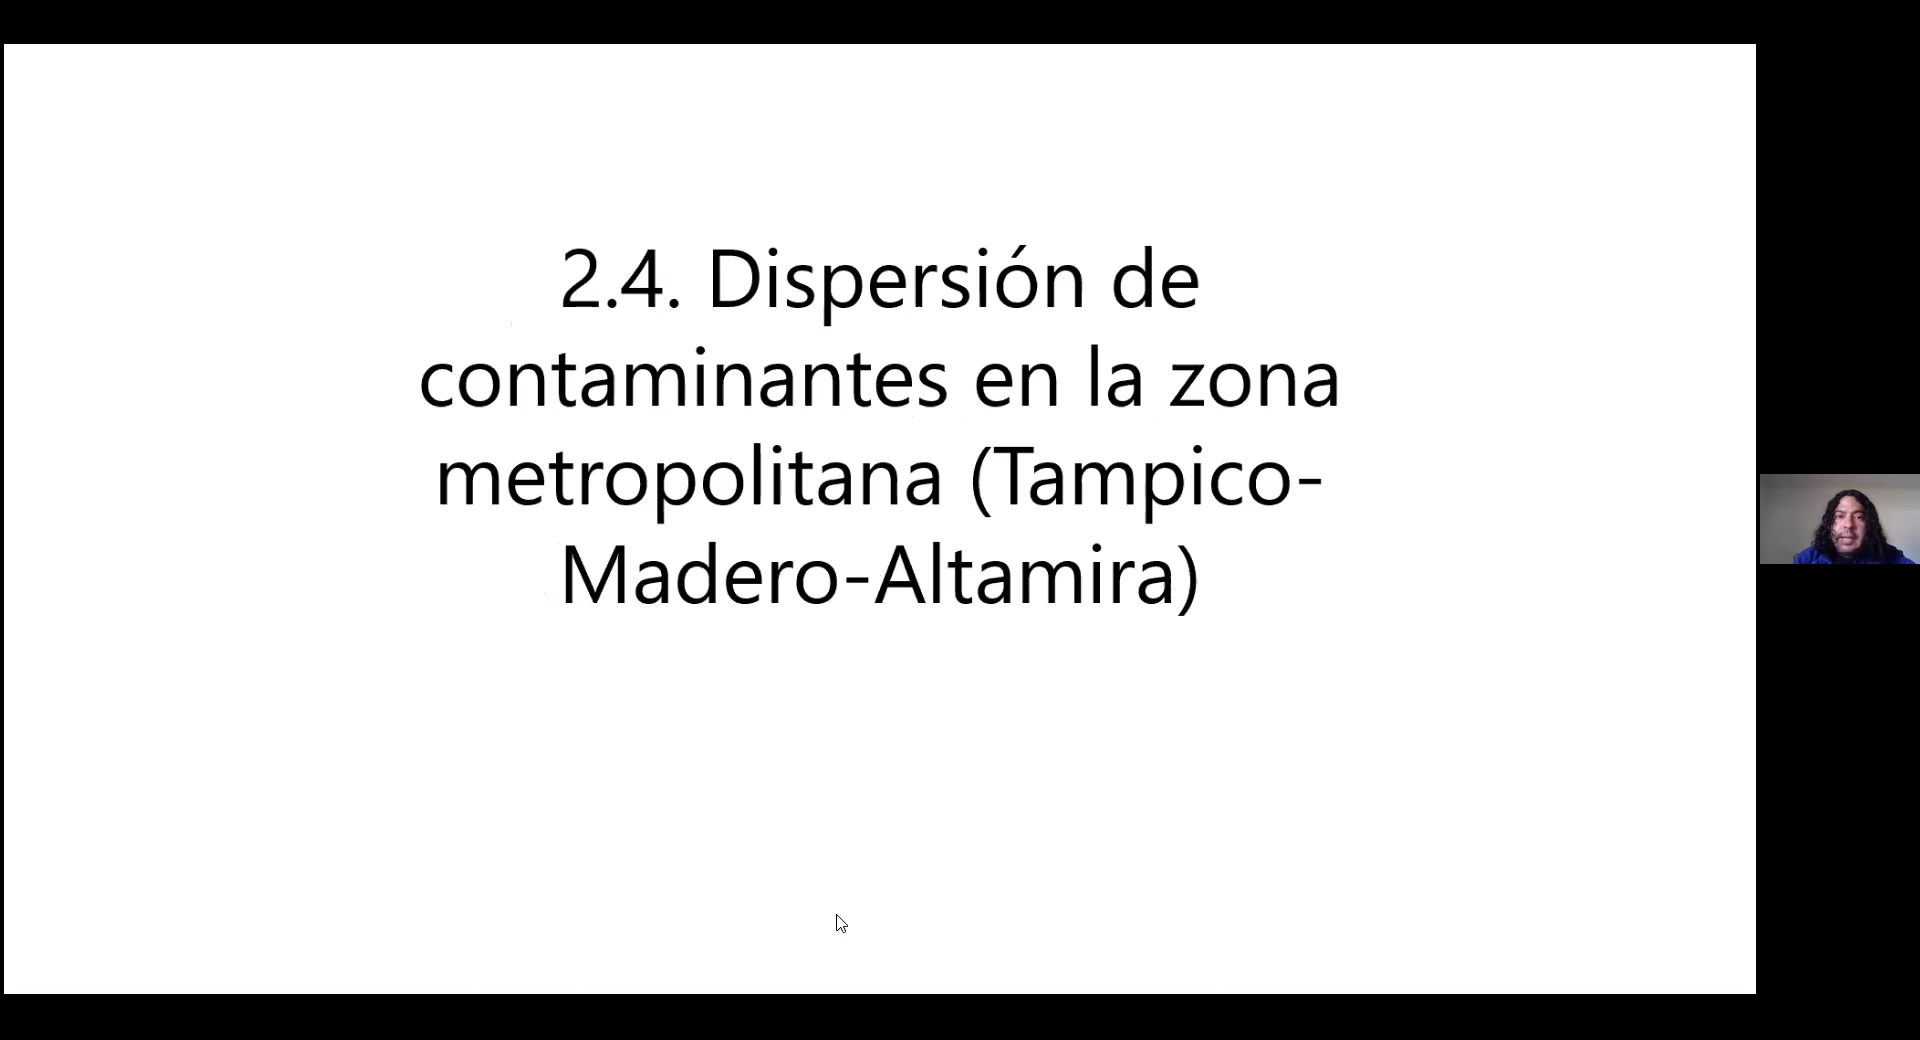 2.4. Dispersión de
contaminantes en la zona
metropolitana (Tampico-
Madero-Altamira)